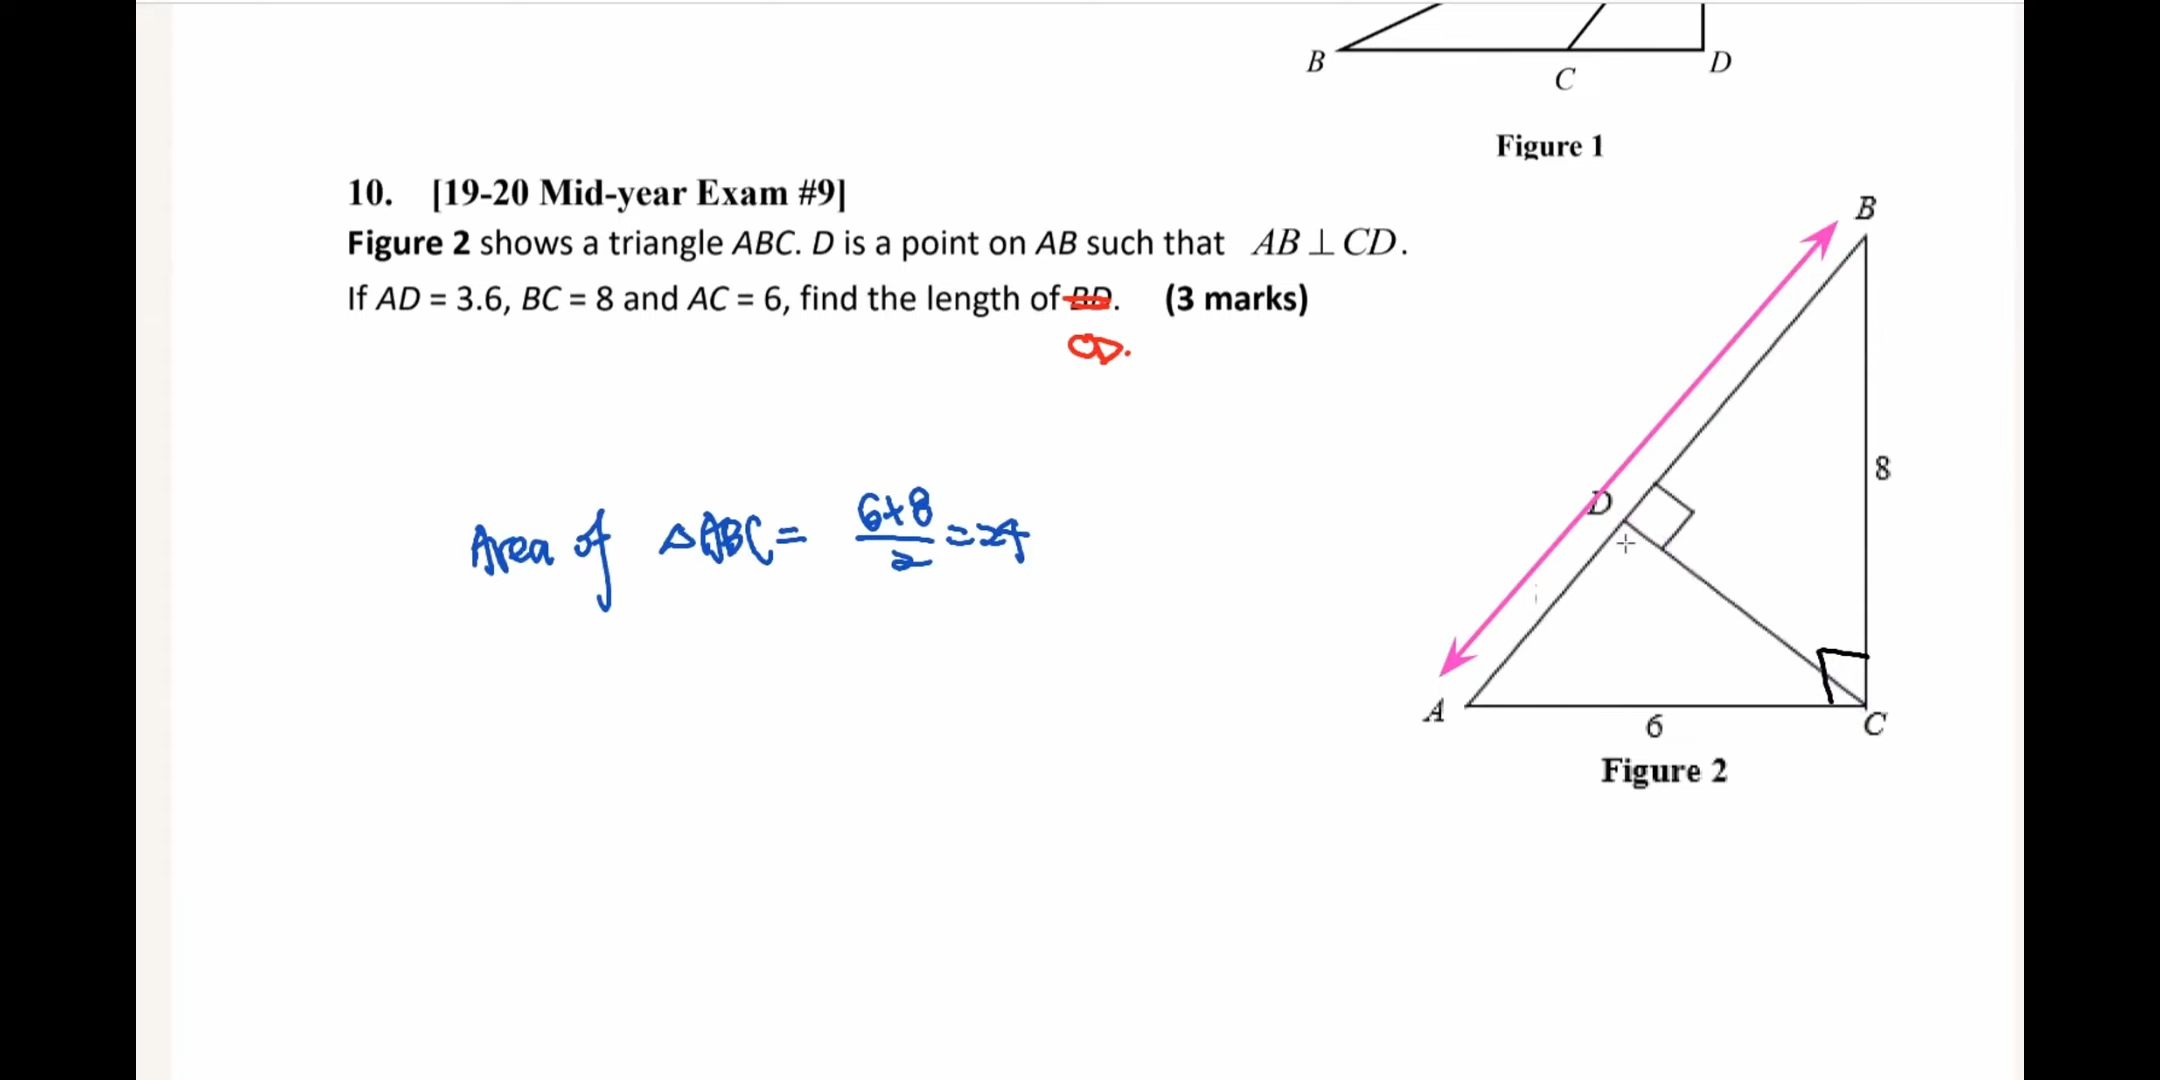 B
C
D
Figure 1
10. [19-20 Mid-year Exam #9]
Figure 2 shows a triangle ABC. D is a point on AB such that AB ⊥ CD.
If AD = 3.6, BC = 8 and AC = 6, find the length of BD. (3 marks)
CD.
B
8
D
Area of △ABC = 6×8/2 = 24
A
6
C
Figure 2